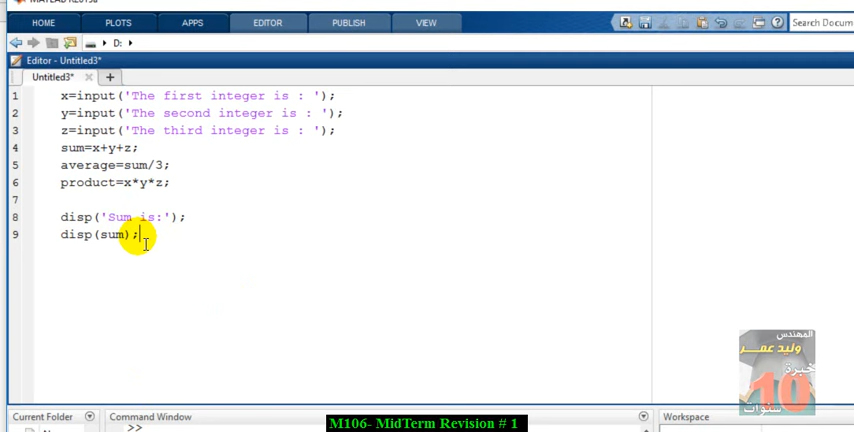 MATLAB R2015a
HOME PLOTS APPS EDITOR PUBLISH VIEW
Search Docum
D:
Editor - Untitled3*
Untitled3*
1 x=input('The first integer is : ');
2 y=input('The second integer is : ');
3 z=input('The third integer is : ');
4 sum=x+y+z;
5 average=sum/3;
6 product=x*y*z;
7
8 disp('Sum is:');
9 disp(sum);
المهندس
وليد عمر
خبرة
10
سنوات
Current Folder Command Window Workspace
>>
M106- MidTerm Revision # 1